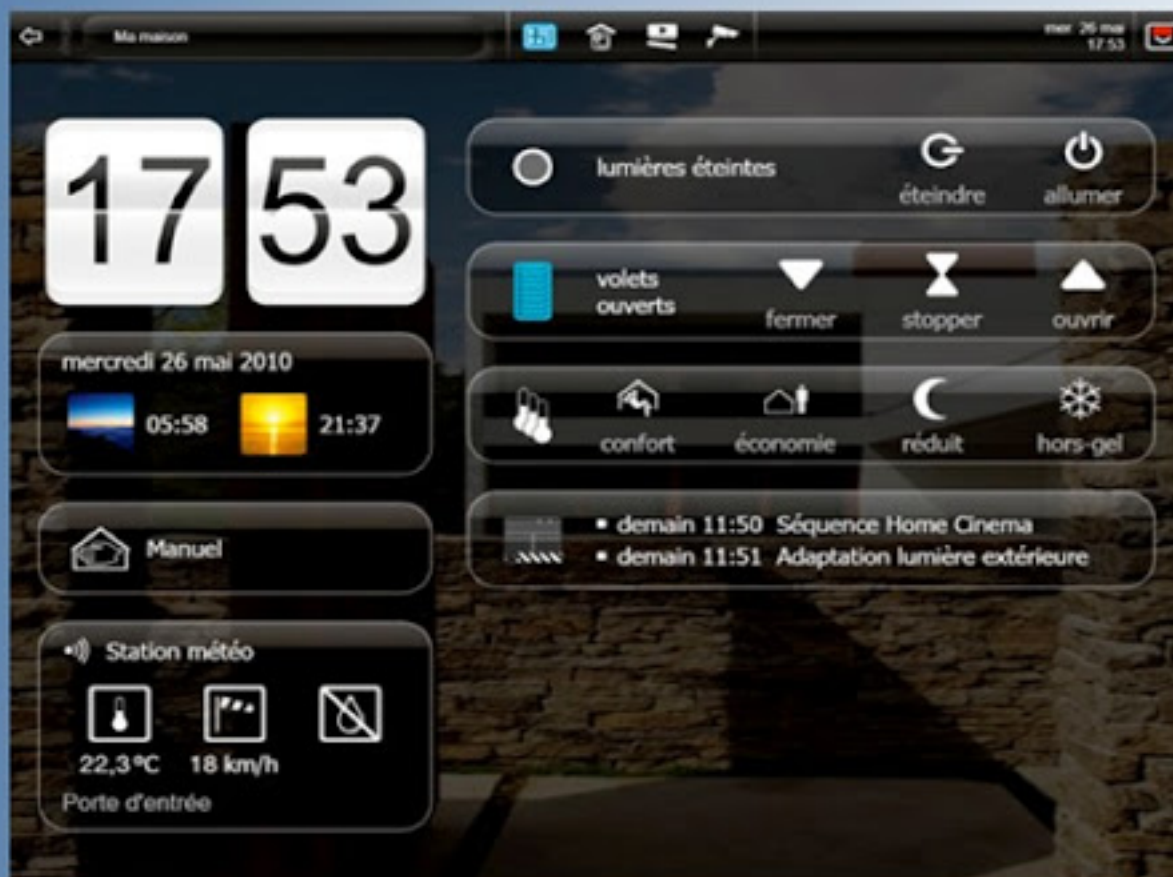 Ma maison
mer. 26 mai
17:53
17 53
lumières éteintes
éteindre
allumer
volets
ouverts
fermer
stopper
ouvrir
mercredi 26 mai 2010
05:58
21:37
confort
économie
réduit
hors-gel
Manuel
▪ demain 11:50 Séquence Home Cinema
▪ demain 11:51 Adaptation lumière extérieure
Station météo
22,3°C
18 km/h
Porte d'entrée